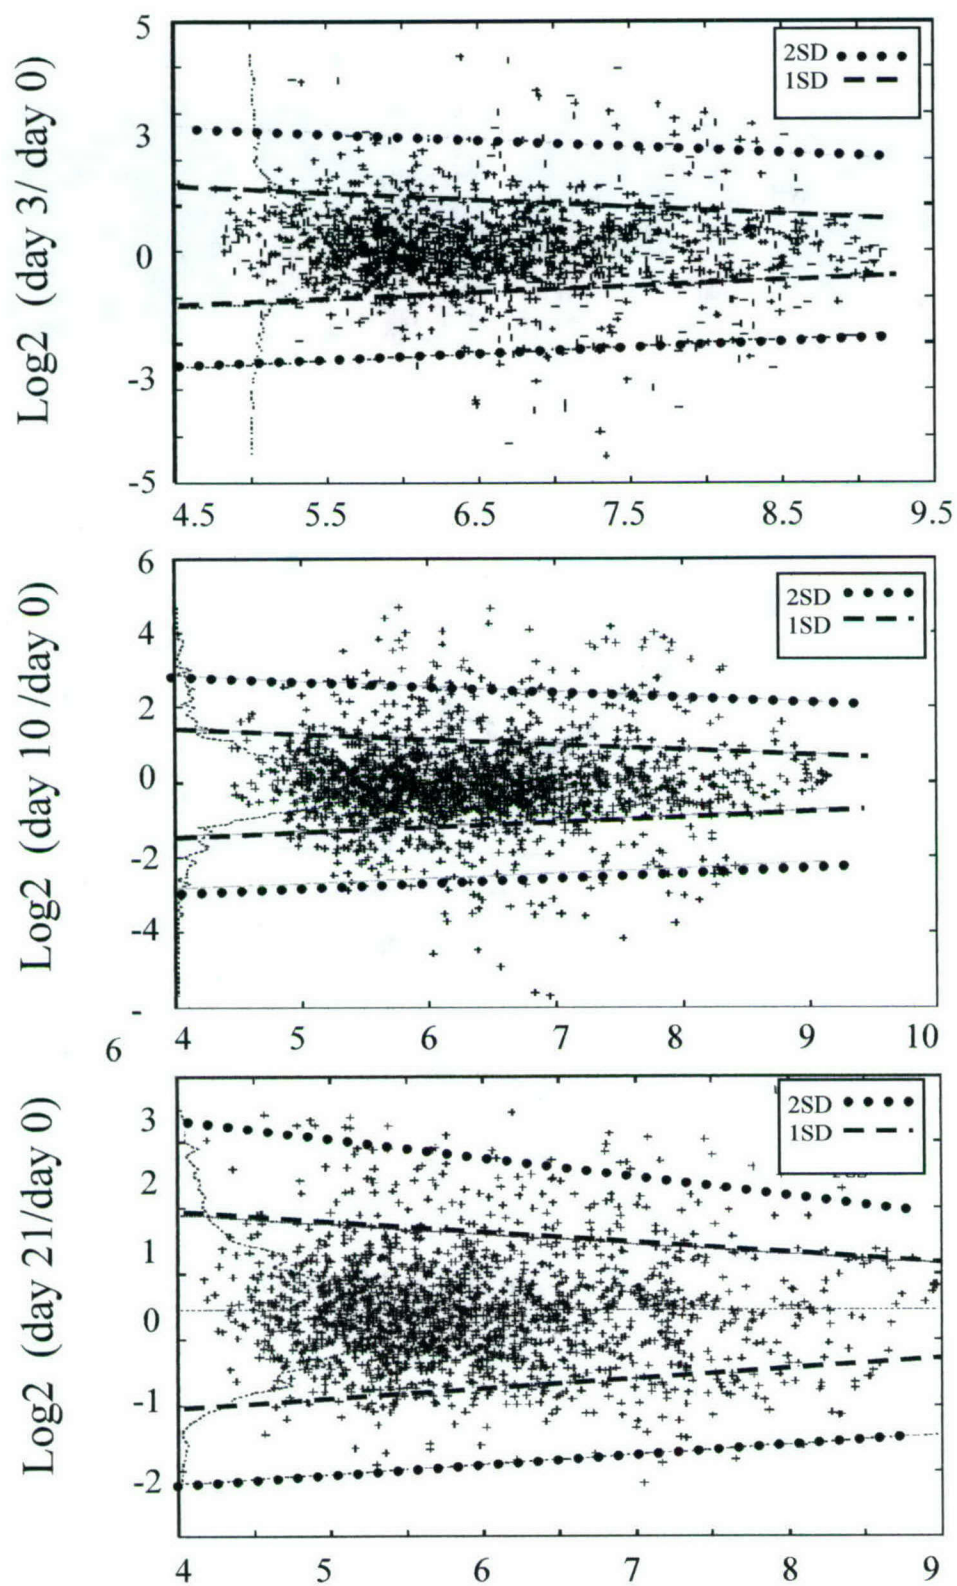 Log2 (day 3/ day 0)
5
3
0
-3
-5
2SD
1SD
4.5 5.5 6.5 7.5 8.5 9.5
Log2 (day 10 /day 0)
6
4
2
0
-2
-4
-
6
2SD
1SD
4 5 6 7 8 9 10
Log2 (day 21/day 0)
3
2
1
0
-1
-2
2SD
1SD
4 5 6 7 8 9